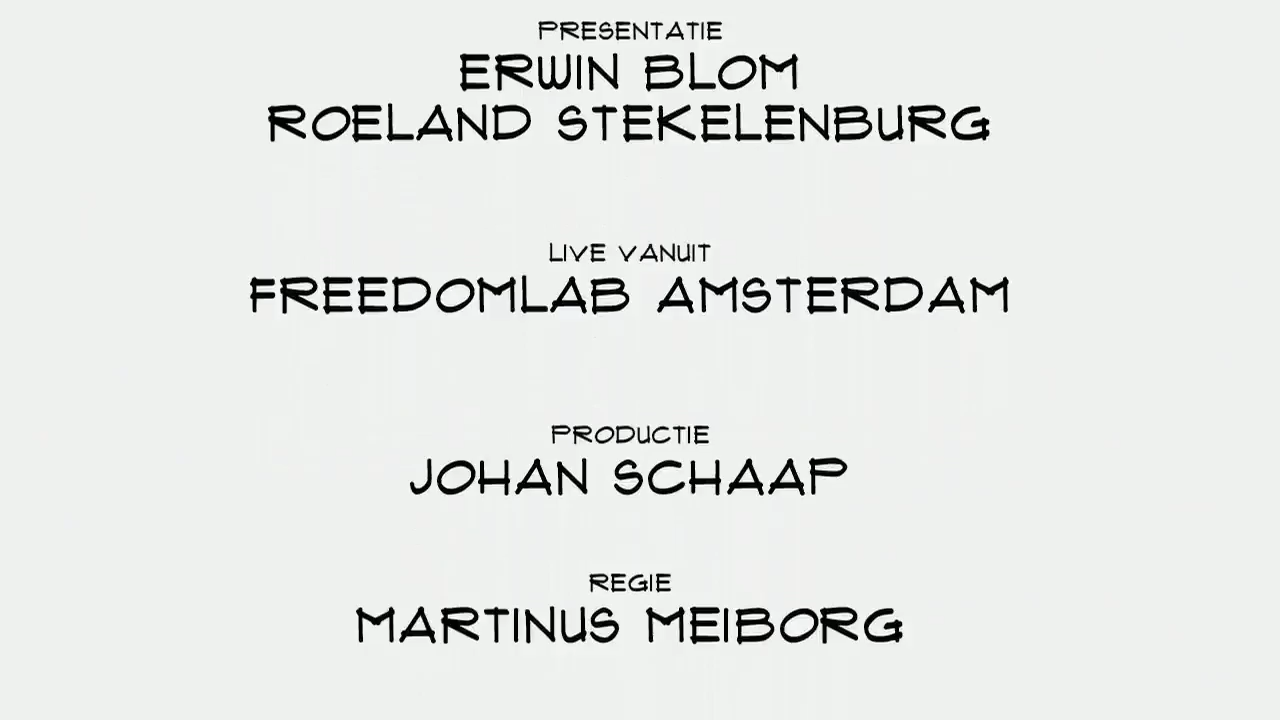 PRESENTATIE
ERWIN BLOM
ROELAND STEKELENBURG
LIVE VANUIT
FREEDOMLAB AMSTERDAM
PRODUCTIE
JOHAN SCHAAP
REGIE
MARTINUS MEIBORG